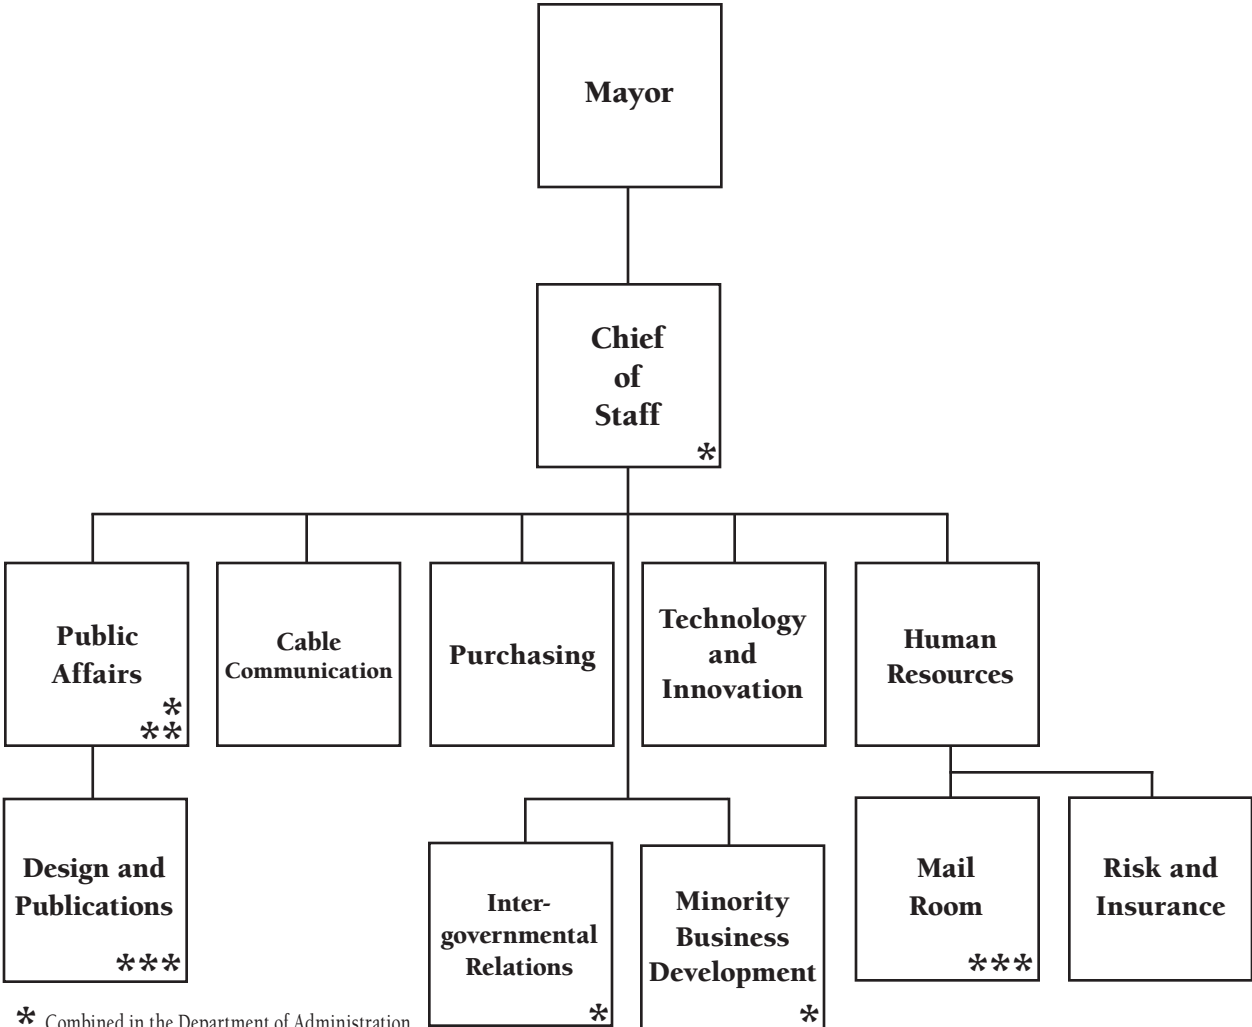 Mayor
Chief
of
Staff
*
Public
Affairs
*
**
Cable
Communication
Purchasing
Technology
and
Innovation
Human
Resources
Design and
Publications
***
Inter-
governmental
Relations
*
Minority
Business
Development
*
Mail
Room
***
Risk and
Insurance
* Combined in the Department of Administration